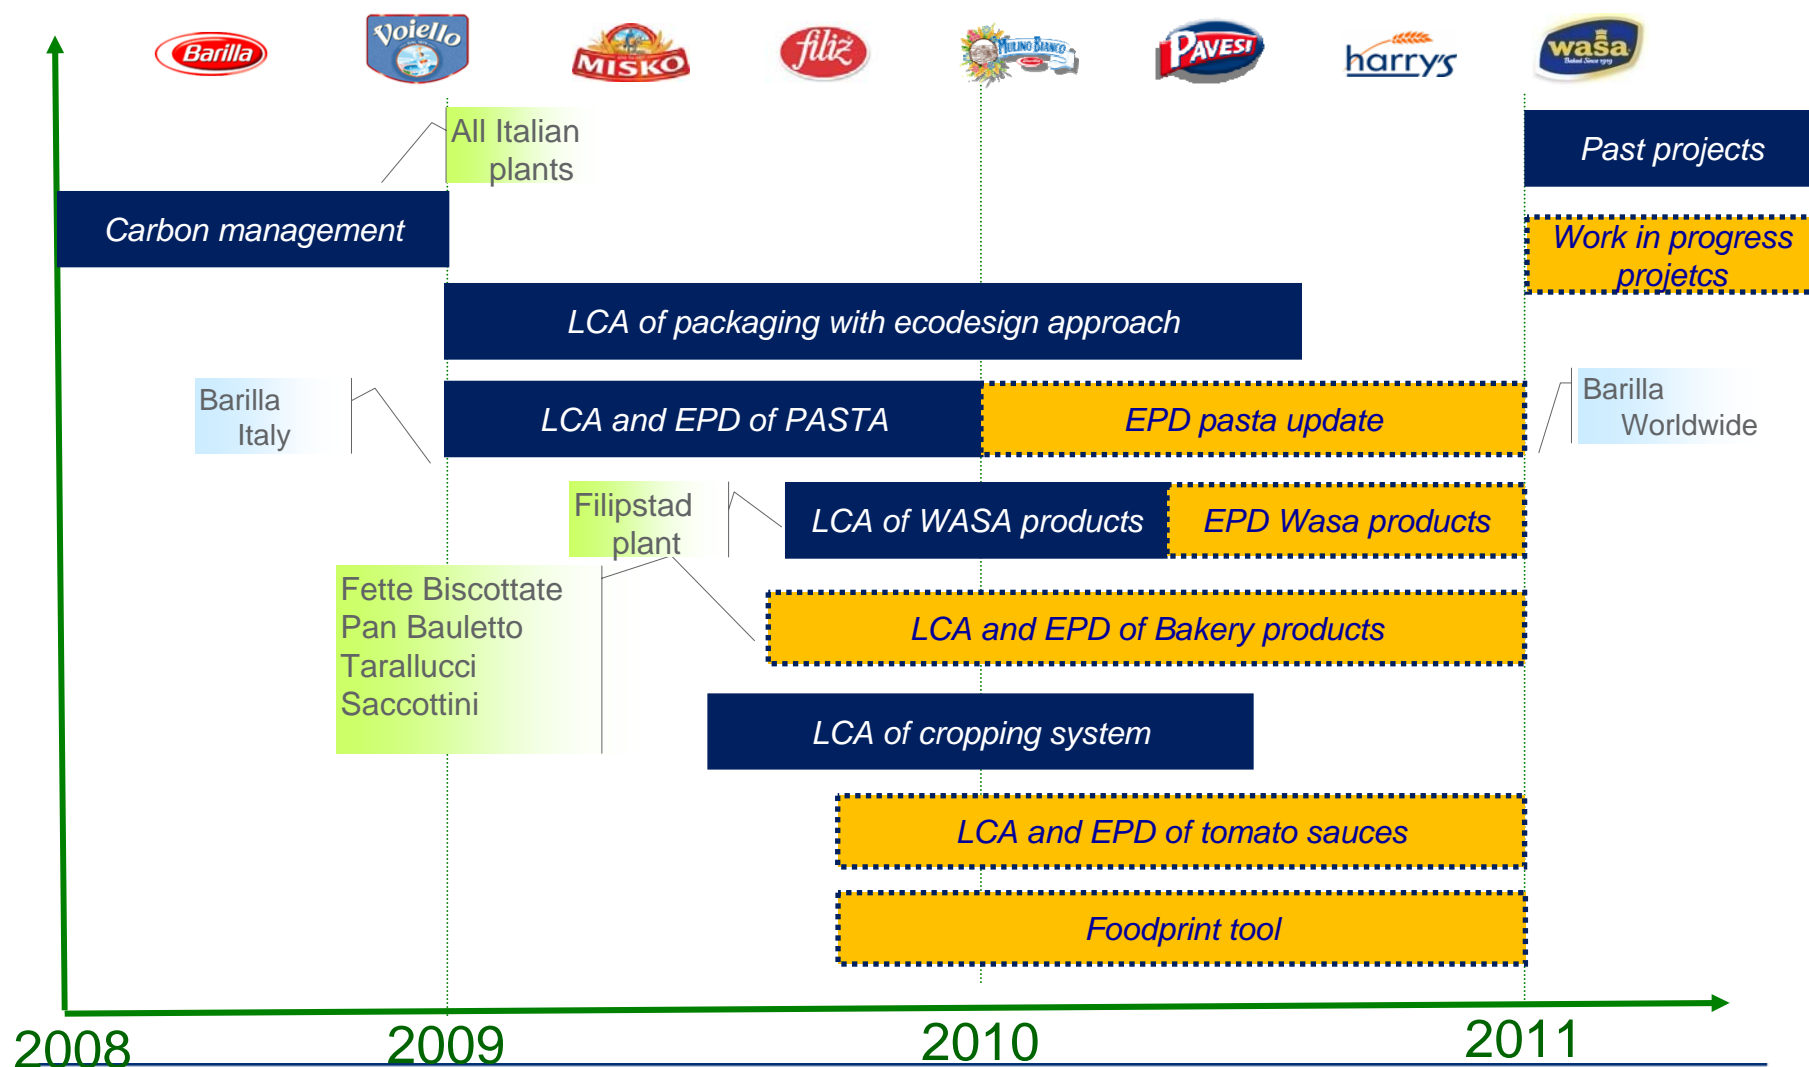 Barilla
Voiello
MISKO
filiz
MULINO BIANCO
PAVESI
harry's
wasa
Baked Since 1919
All Italian
plants
Past projects
Carbon management
Work in progress
projetcs
LCA of packaging with ecodesign approach
Barilla
Italy
LCA and EPD of PASTA
EPD pasta update
Barilla
Worldwide
Filipstad
plant
LCA of WASA products
EPD Wasa products
Fette Biscottate
Pan Bauletto
Tarallucci
Saccottini
LCA and EPD of Bakery products
LCA of cropping system
LCA and EPD of tomato sauces
Foodprint tool
2008
2009
2010
2011